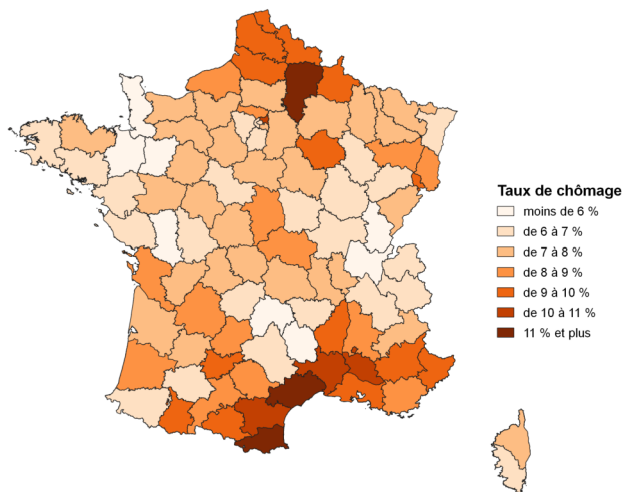 Taux de chômage
moins de 6 %
de 6 à 7 %
de 7 à 8 %
de 8 à 9 %
de 9 à 10 %
de 10 à 11 %
11 % et plus